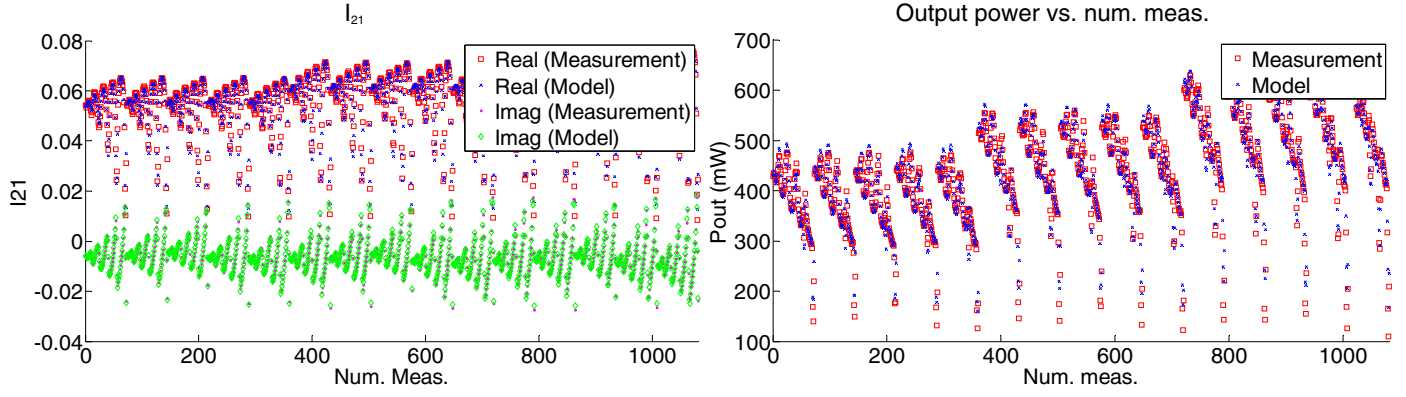 I21
0.08
0.06
0.04
0.02
0
-0.02
-0.04
I21
0
200
400
600
800
1000
Num. Meas.
Real (Measurement)
Real (Model)
Imag (Measurement)
Imag (Model)
Output power vs. num. meas.
700
600
500
400
300
200
100
Pout (mW)
0
200
400
600
800
1000
Num. meas.
Measurement
Model